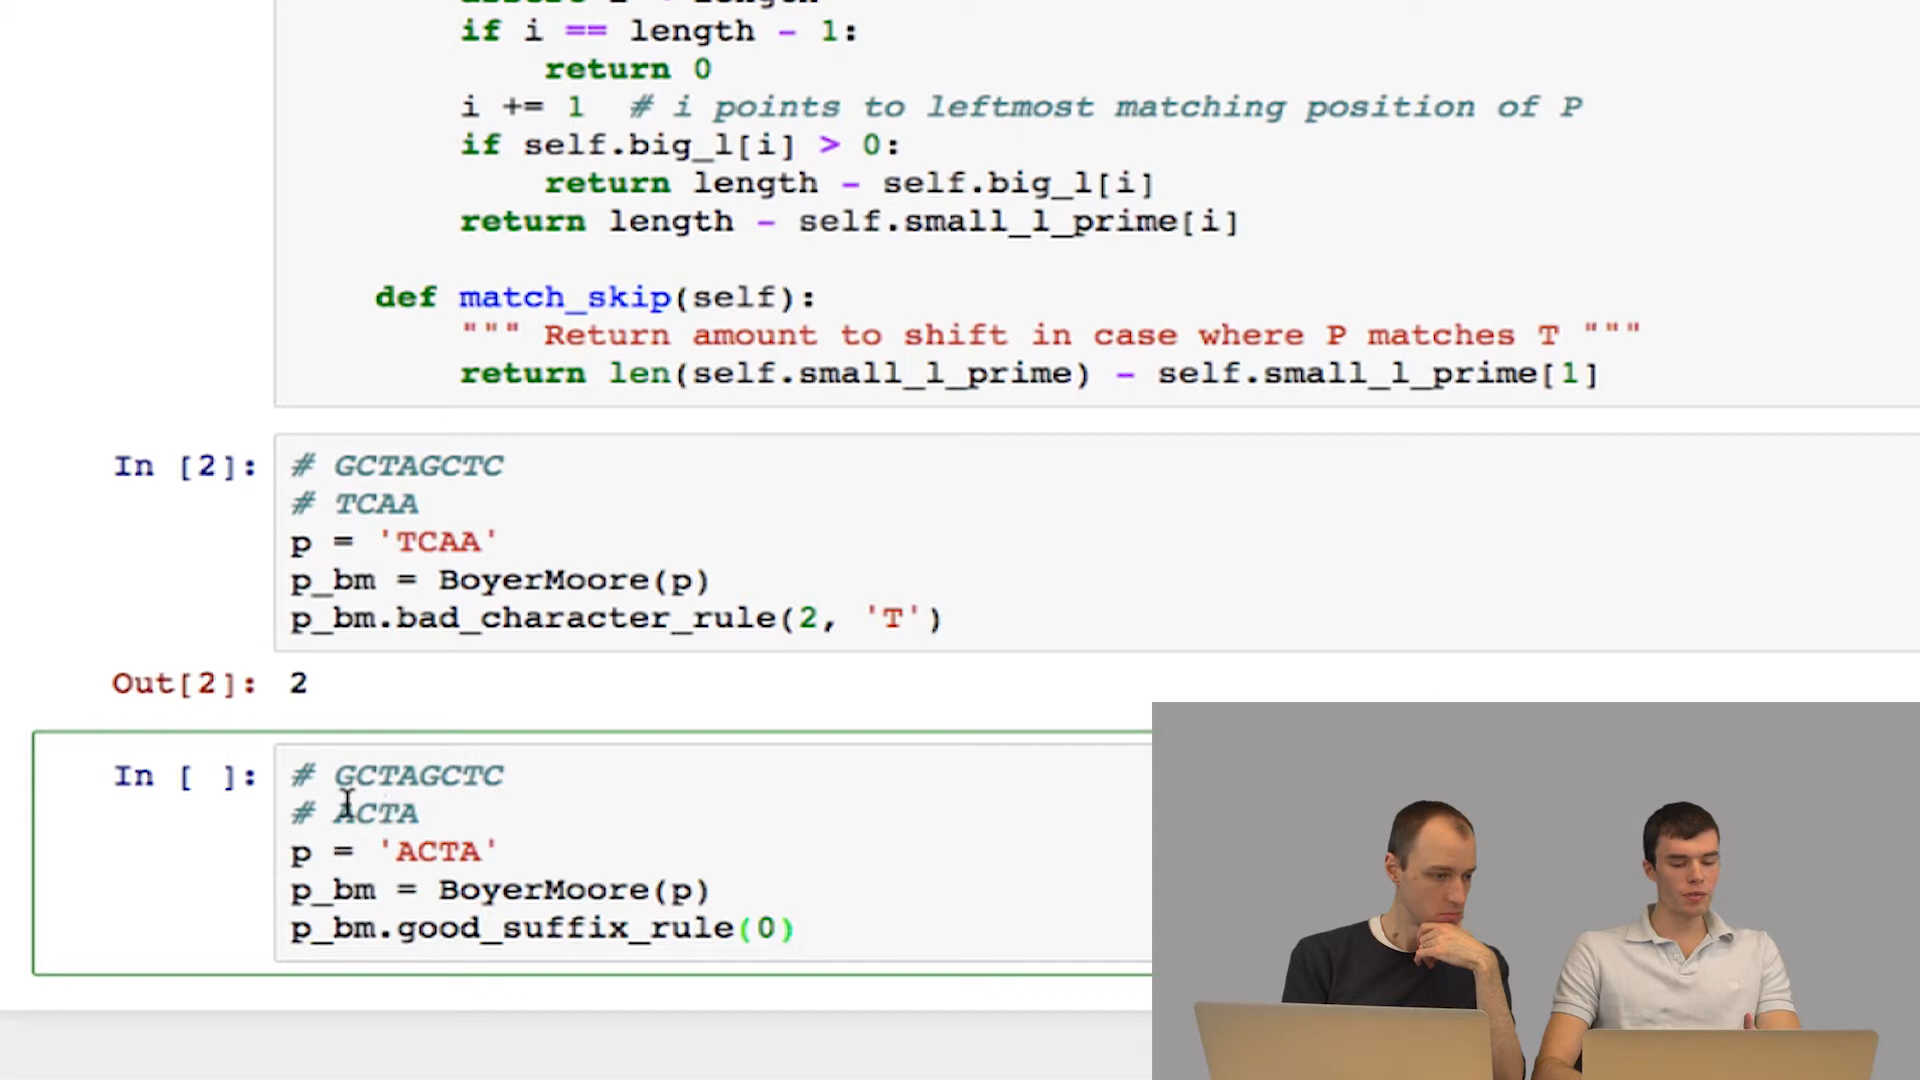 if i == length - 1:
return 0
i += 1  # i points to leftmost matching position of P
if self.big_l[i] > 0:
return length - self.big_l[i]
return length - self.small_l_prime[i]
def match_skip(self):
""" Return amount to shift in case where P matches T """
return len(self.small_l_prime) - self.small_l_prime[1]
In [2]:
# GCTAGCTC
# TCAA
p = 'TCAA'
p_bm = BoyerMoore(p)
p_bm.bad_character_rule(2, 'T')
Out[2]: 2
In [ ]:
# GCTAGCTC
# ACTA
p = 'ACTA'
p_bm = BoyerMoore(p)
p_bm.good_suffix_rule(0)